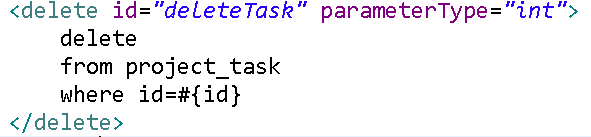 <delete id="deleteTask" parameterType="int">
delete
from project_task
where id=#{id}
</delete>